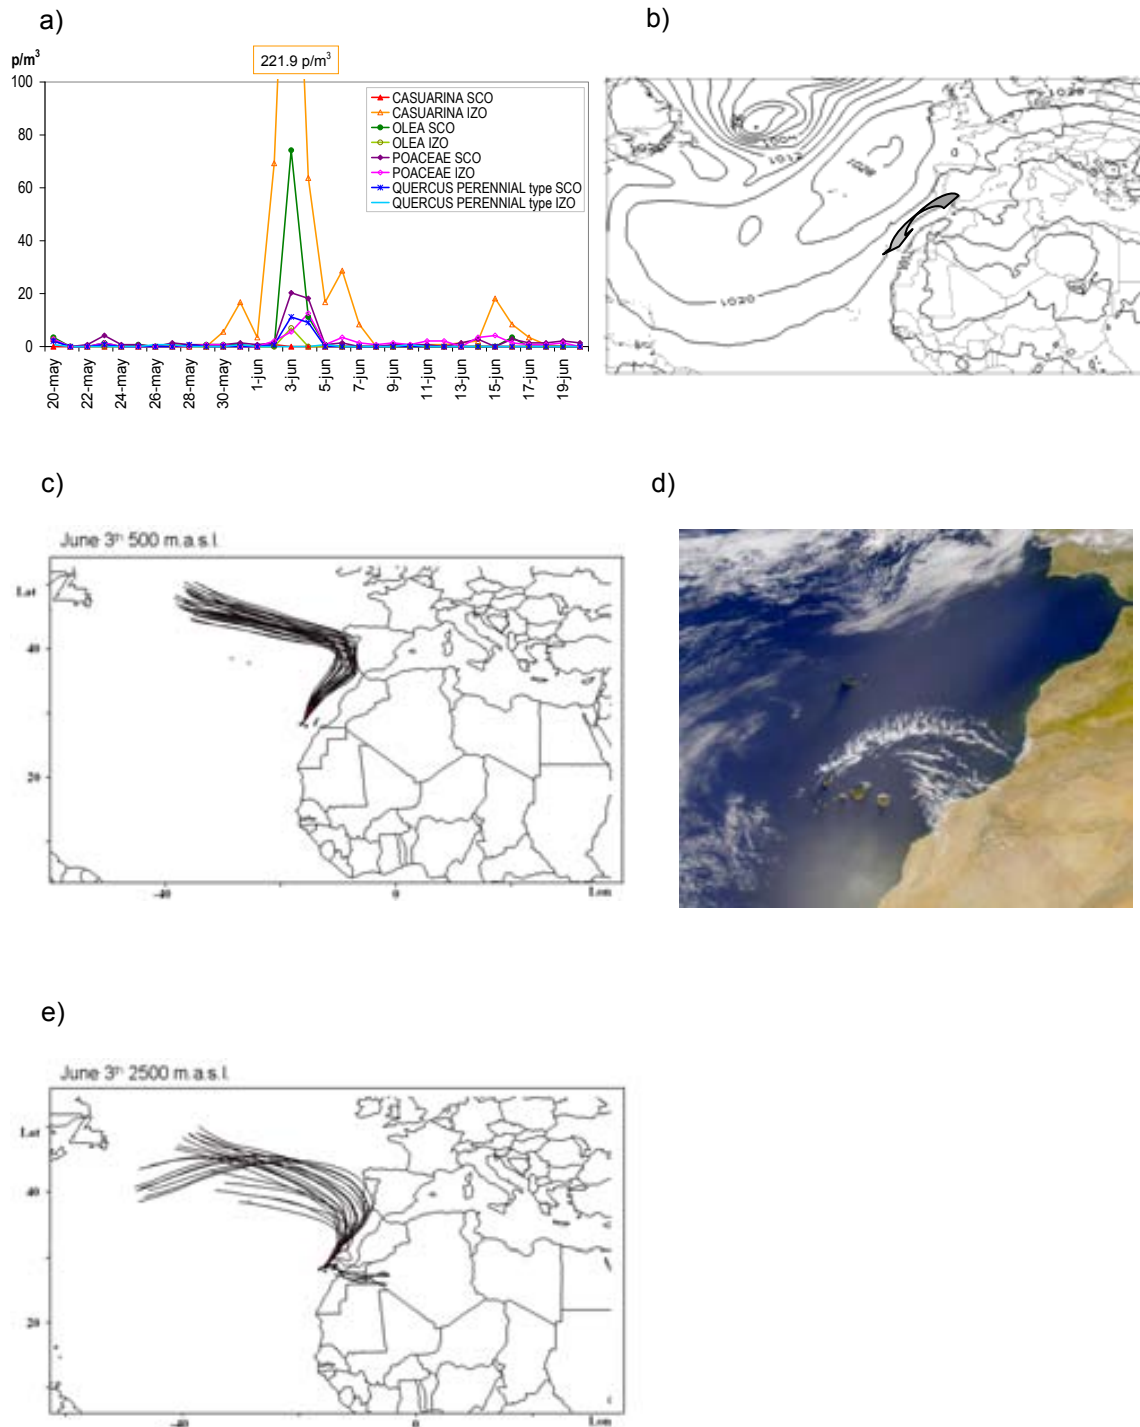 a)
p/m³
221.9 p/m³
100
80
60
40
20
0
CASUARINA SCO
CASUARINA IZO
OLEA SCO
OLEA IZO
POACEAE SCO
POACEAE IZO
QUERCUS PERENNIAL type SCO
QUERCUS PERENNIAL type IZO
20-may
22-may
24-may
26-may
28-may
30-may
1-jun
3-jun
5-jun
7-jun
9-jun
11-jun
13-jun
15-jun
17-jun
19-jun
b)
1012
1028
1020
c)
June 3ᵗʰ 500 m.a.s.l.
Lat
40
20
-40
0
Lon
d)
e)
June 3ᵗʰ 2500 m.a.s.l.
Lat
40
20
-40
0
Lon